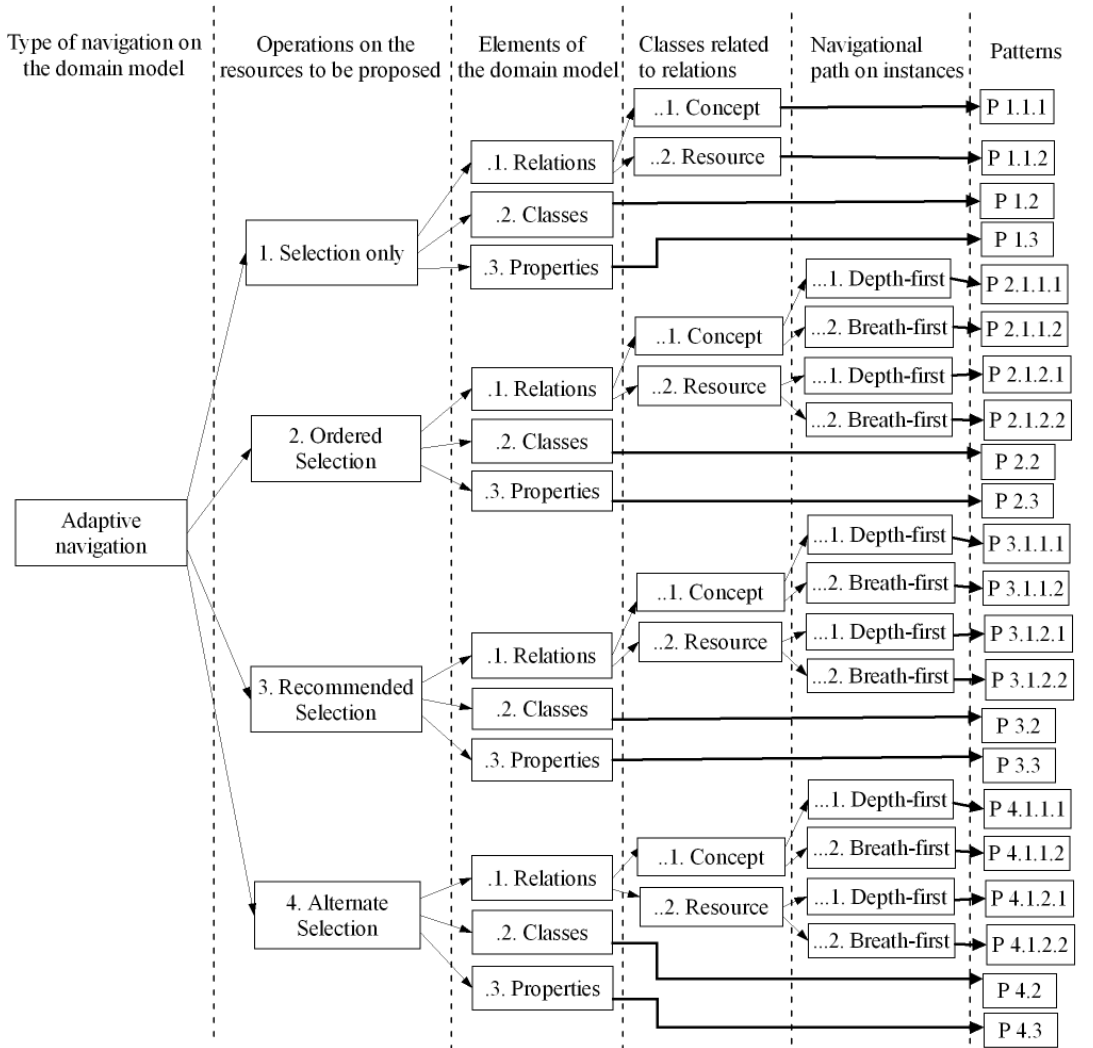 Type of navigation on
the domain model
Operations on the
resources to be proposed
Elements of
the domain model
Classes related
to relations
Navigational
path on instances
Patterns
Adaptive
navigation
1. Selection only
.1. Relations
..1. Concept
P 1.1.1
..2. Resource
P 1.1.2
.2. Classes
P 1.2
.3. Properties
P 1.3
2. Ordered
Selection
.1. Relations
..1. Concept
...1. Depth-first
P 2.1.1.1
...2. Breath-first
P 2.1.1.2
..2. Resource
...1. Depth-first
P 2.1.2.1
...2. Breath-first
P 2.1.2.2
.2. Classes
P 2.2
.3. Properties
P 2.3
3. Recommended
Selection
.1. Relations
..1. Concept
...1. Depth-first
P 3.1.1.1
...2. Breath-first
P 3.1.1.2
..2. Resource
...1. Depth-first
P 3.1.2.1
...2. Breath-first
P 3.1.2.2
.2. Classes
P 3.2
.3. Properties
P 3.3
4. Alternate
Selection
.1. Relations
..1. Concept
...1. Depth-first
P 4.1.1.1
...2. Breath-first
P 4.1.1.2
..2. Resource
...1. Depth-first
P 4.1.2.1
...2. Breath-first
P 4.1.2.2
.2. Classes
P 4.2
.3. Properties
P 4.3